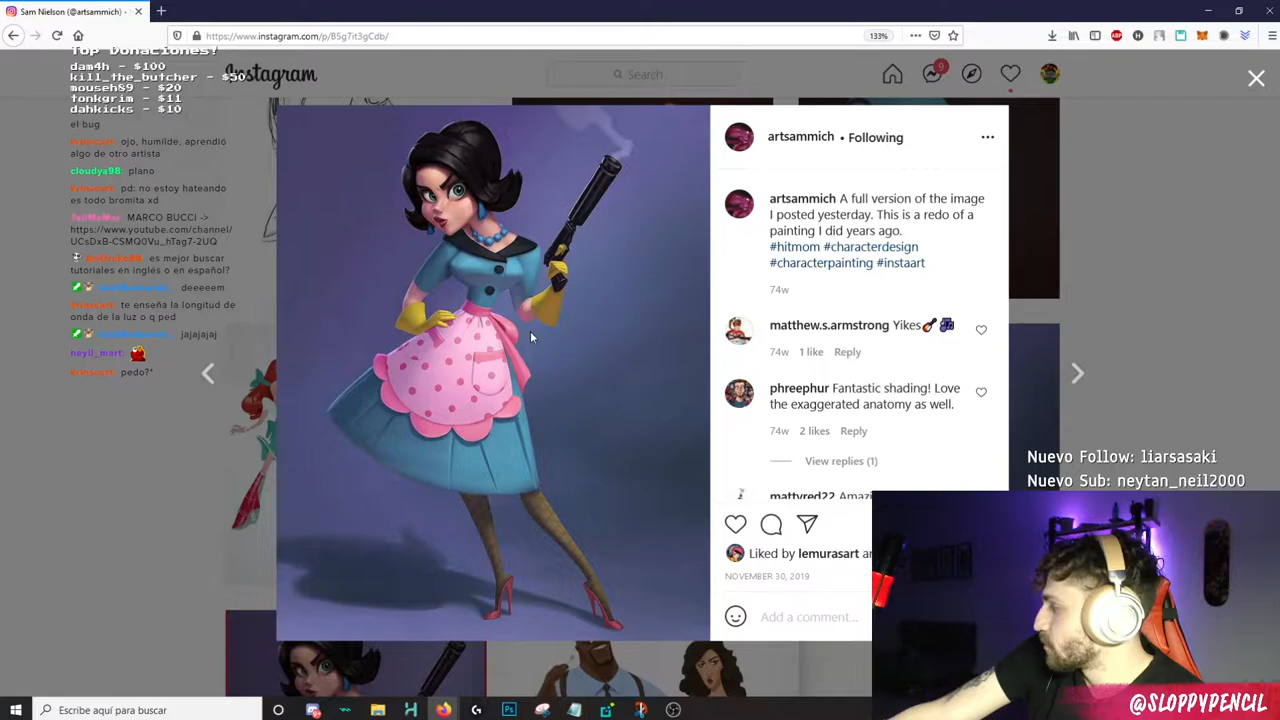 Sam Nielson (@artsammich) •
https://www.instagram.com/p/B5g7it3gCdb/
133%
Top Donaciones!
dam4h - $100
kill_the_butcher - $50
mouseh89 - $20
tonkgrim - $11
dahkicks - $10
Instagram
Search
9
el bug
ojo, humilde, aprendió
algo de otro artista
cloudya98: plano
pd: no estoy hateando
es todo bromita xd
MARCO BUCCI ->
https://www.youtube.com/channel/
UCsDxB-CSMQ0Vu_hTag7-2UQ
es mejor buscar
tutoriales en inglés o en español?
deeeeem
te enseña la longitud de
onda de la luz o q ped
jajajajaj
neyil_mart:
pedo?*
artsammich • Following
artsammich A full version of the image
I posted yesterday. This is a redo of a
painting I did years ago.
#hitmom #characterdesign
#characterpainting #instaart
74w
matthew.s.armstrong Yikes
74w 1 like Reply
phreephur Fantastic shading! Love
the exaggerated anatomy as well.
74w 2 likes Reply
View replies (1)
mattyred22
Liked by lemurasart
NOVEMBER 30, 2019
Add a comment...
Nuevo Follow: liarsasaki
Nuevo Sub: neytan_neil2000
Escribe aquí para buscar
Ps
@SLOPPYPENCIL